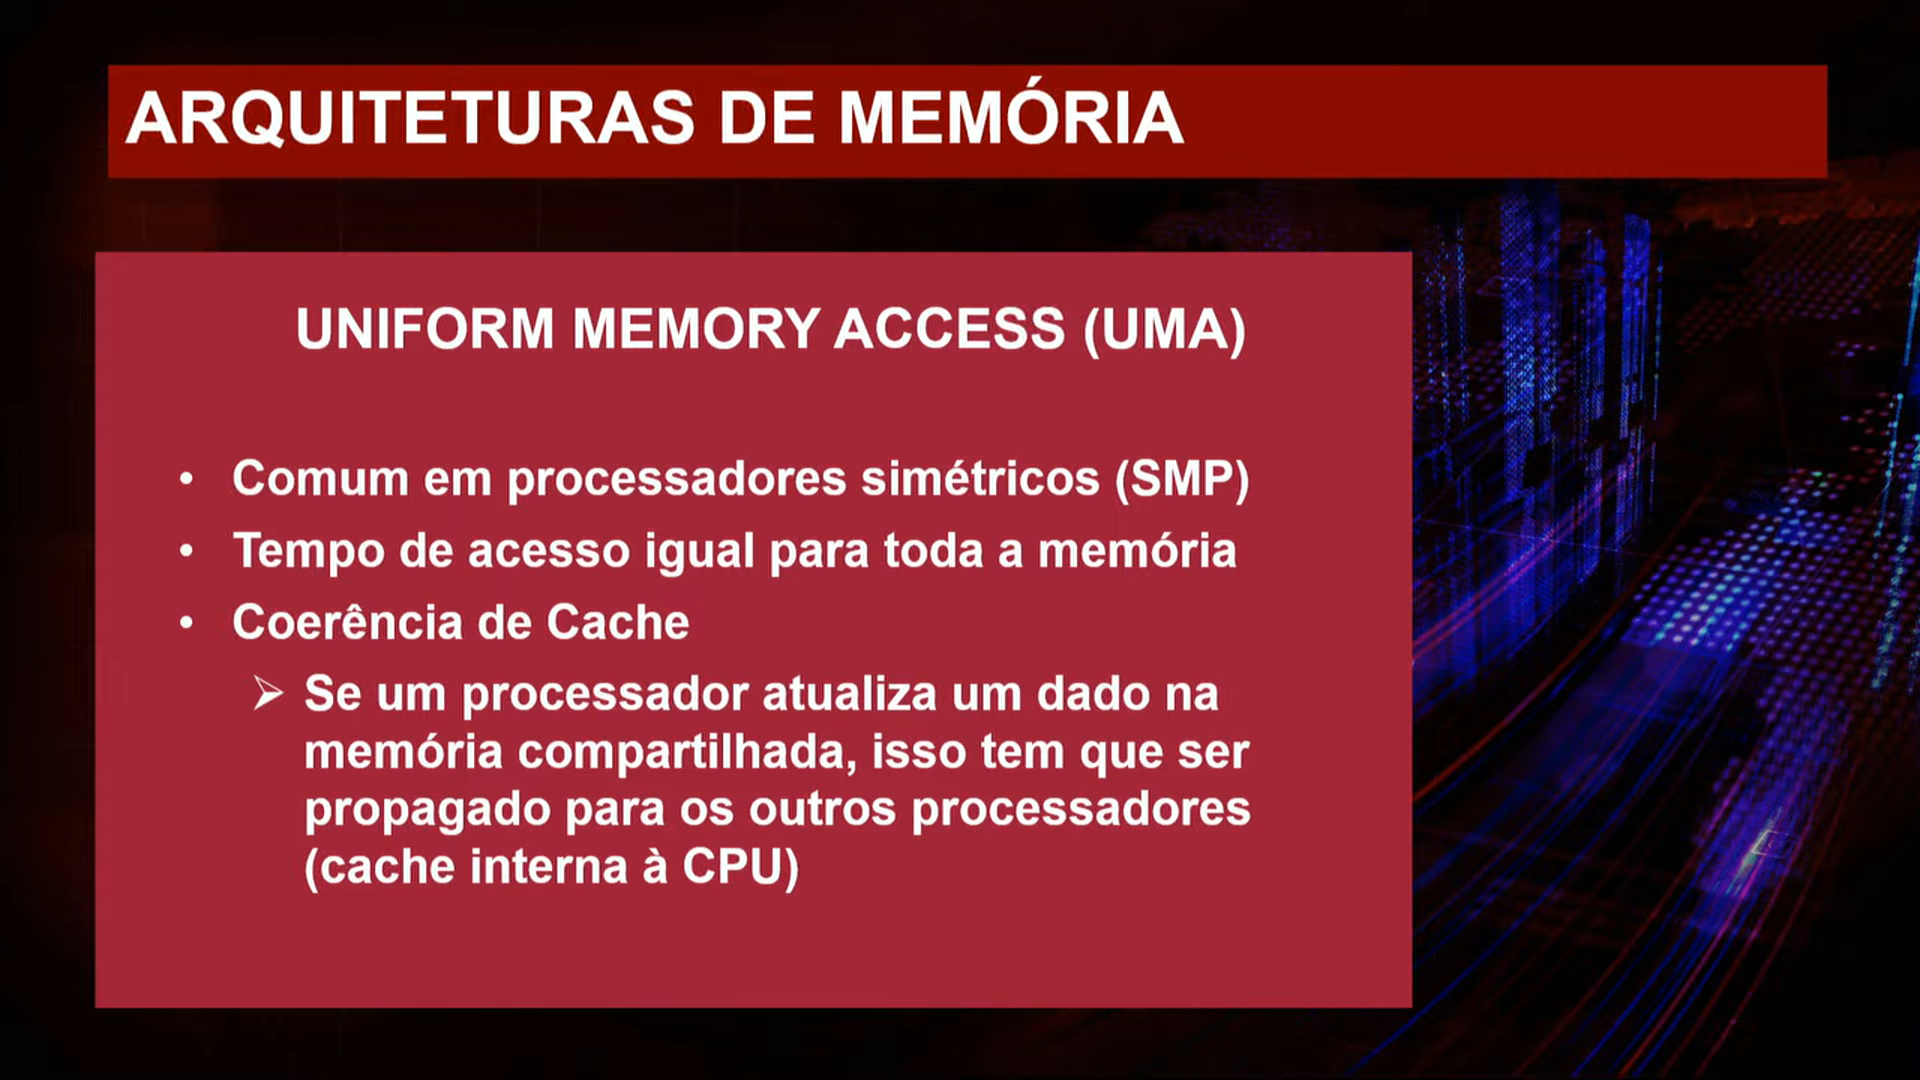 ARQUITETURAS DE MEMÓRIA
UNIFORM MEMORY ACCESS (UMA)
• Comum em processadores simétricos (SMP)
• Tempo de acesso igual para toda a memória
• Coerência de Cache
➢ Se um processador atualiza um dado na
memória compartilhada, isso tem que ser
propagado para os outros processadores
(cache interna à CPU)